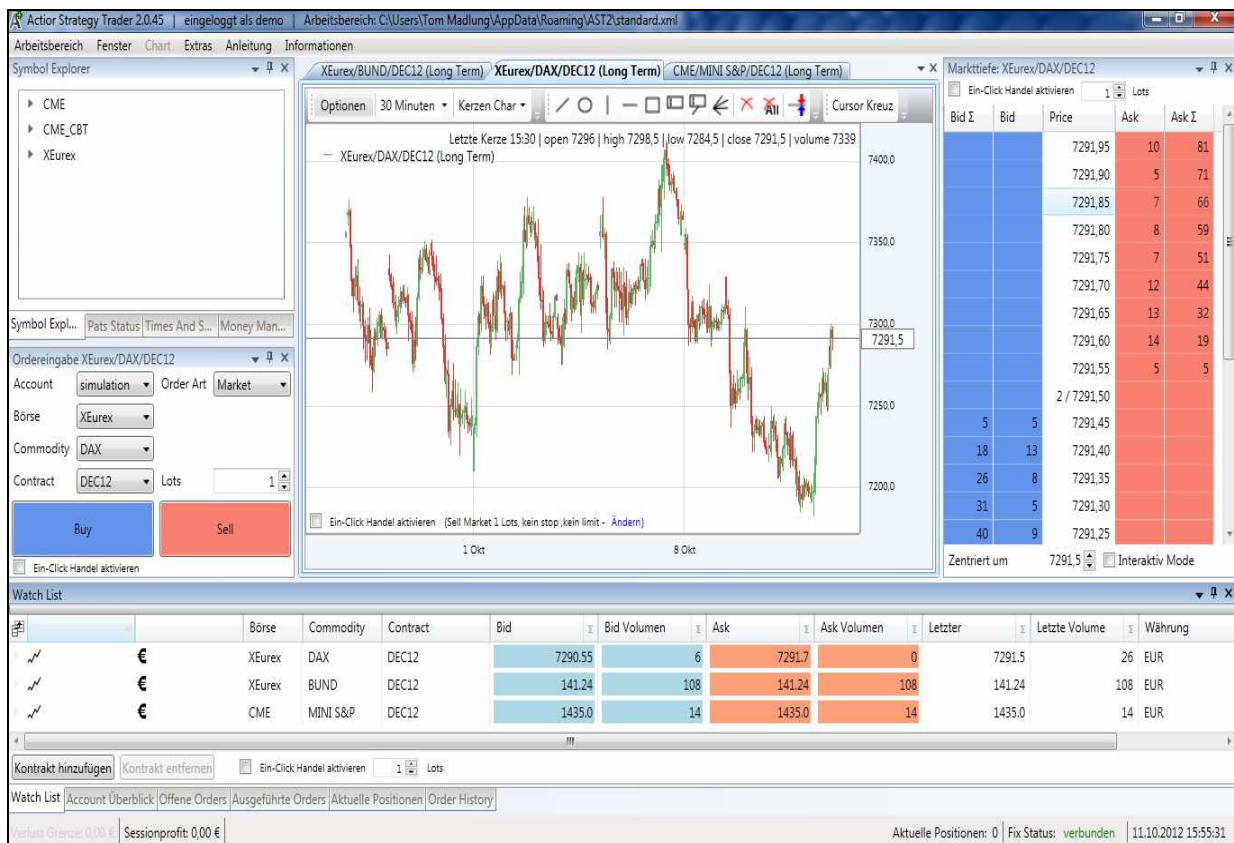 Actior Strategy Trader 2.0.45 | eingeloggt als demo | Arbeitsbereich: C:\Users\Tom Madlung\AppData\Roaming\AST2\standard.xml
Arbeitsbereich Fenster Chart Extras Anleitung Informationen
Symbol Explorer
CME
CME_CBT
XEurex
Symbol Expl... Pats Status Times And S... Money Man...
Ordereingabe XEurex/DAX/DEC12
Account simulation Order Art Market
Börse XEurex
Commodity DAX
Contract DEC12 Lots 1
Buy Sell
Ein-Click Handel aktivieren
XEurex/BUND/DEC12 (Long Term) XEurex/DAX/DEC12 (Long Term) CME/MINI S&P/DEC12 (Long Term)
Optionen 30 Minuten Kerzen Char All Cursor Kreuz
Letzte Kerze 15:30 | open 7296 | high 7298,5 | low 7284,5 | close 7291,5 | volume 7339
XEurex/DAX/DEC12 (Long Term)
7400,0
7350,0
7300,0
7291,5
7250,0
7200,0
Ein-Click Handel aktivieren (Sell Market 1 Lots, kein stop ,kein limit - Ändern)
1 Okt 8 Okt
Markttiefe: XEurex/DAX/DEC12
Ein-Click Handel aktivieren 1 Lots
Bid Σ Bid Price Ask Ask Σ
7291,95 10 81
7291,90 5 71
7291,85 7 66
7291,80 8 59
7291,75 7 51
7291,70 12 44
7291,65 13 32
7291,60 14 19
7291,55 5 5
2 / 7291,50
5 5 7291,45
18 13 7291,40
26 8 7291,35
31 5 7291,30
40 9 7291,25
Zentriert um 7291,5 Interaktiv Mode
Watch List
Börse Commodity Contract Bid Σ Bid Volumen Σ Ask Σ Ask Volumen Σ Letzter Σ Letzte Volume Σ Währung
€ XEurex DAX DEC12 7290.55 6 7291.7 0 7291.5 26 EUR
€ XEurex BUND DEC12 141.24 108 141.24 108 141.24 108 EUR
€ CME MINI S&P DEC12 1435.0 14 1435.0 14 1435.0 14 EUR
Kontrakt hinzufügen Kontrakt entfernen Ein-Click Handel aktivieren 1 Lots
Watch List Account Überblick Offene Orders Ausgeführte Orders Aktuelle Positionen Order History
Verlust Grenze: 0,00 € Sessionprofit: 0,00 € Aktuelle Positionen: 0 Fix Status: verbunden 11.10.2012 15:55:31